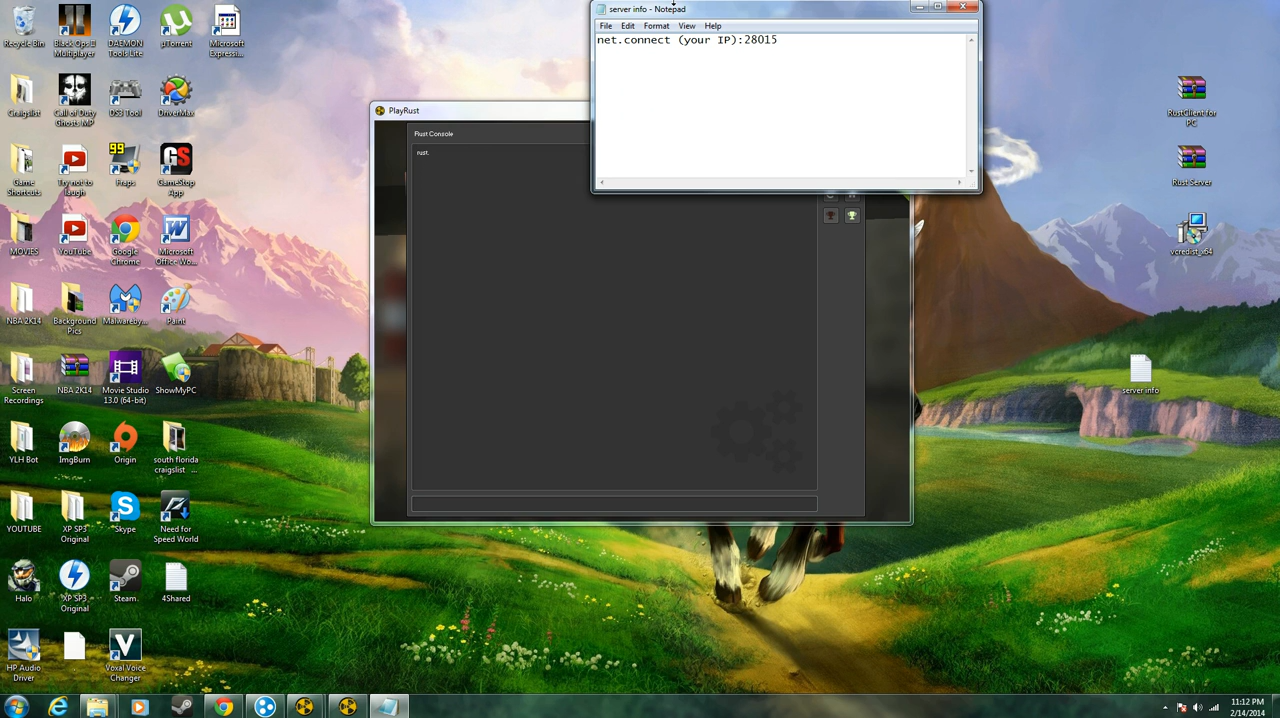 server info - Notepad
File Edit Format View Help
net.connect (your IP):28015
PlayRust
Rust Console
rust.
Recycle Bin
Black Ops II Multiplayer
DAEMON Tools Lite
µTorrent
Microsoft Expressi...
Craigslist
Call of Duty Ghosts MP
DS3 Tool
DriverMax
Game Shortcuts
Try not to laugh
99
Fraps
GS
GameStop App
MOVIES
YouTube
Google Chrome
Microsoft Office Wo...
NBA 2K14
Background Pics
Malwareby...
Paint
Screen Recordings
NBA 2K14
Movie Studio 13.0 (64-bit)
ShowMyPC
YLH Bot
ImgBurn
Origin
south florida craigslist ...
YOUTUBE
XP SP3 Original
Skype
Need for Speed World
Halo
XP SP3 Original
Steam
4Shared
HP Audio Driver
.
Voxal Voice Changer
RustClient for PC
Rust Server
vcredist_x64
server info
11:12 PM
2/14/2014